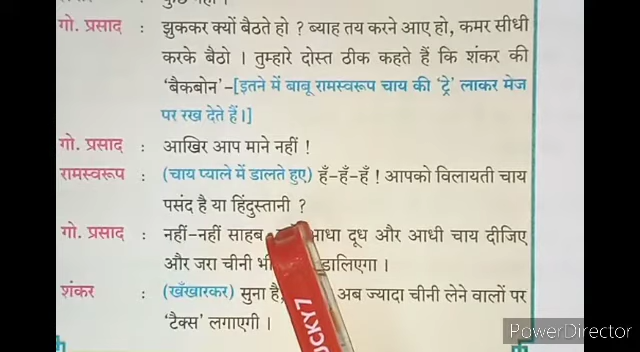 गो. प्रसाद : झुककर क्यों बैठते हो ? ब्याह तय करने आए हो, कमर सीधी
करके बैठो । तुम्हारे दोस्त ठीक कहते हैं कि शंकर की
'बैकबोन'-[इतने में बाबू रामस्वरूप चाय की 'ट्रे' लाकर मेज
पर रख देते हैं।]
गो. प्रसाद : आखिर आप माने नहीं !
रामस्वरूप : (चाय प्याले में डालते हुए) हँ-हँ-हँ ! आपको विलायती चाय
पसंद है या हिंदुस्तानी ?
गो. प्रसाद : नहीं-नहीं साहब आधा दूध और आधी चाय दीजिए
और जरा चीनी डालिएगा ।
शंकर : (खँखारकर) सुना है, अब ज्यादा चीनी लेने वालों पर
'टैक्स' लगाएगी ।
LUCKY7
PowerDirector